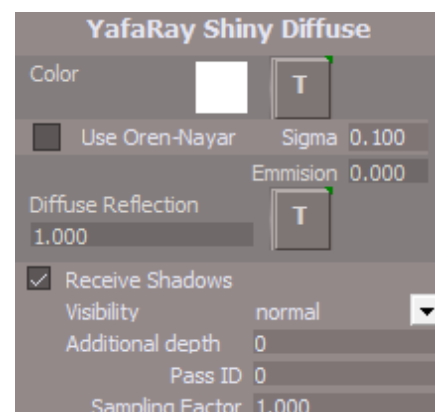 YafaRay Shiny Diffuse
Color T
Use Oren-Nayar Sigma 0.100
Emmision 0.000
Diffuse Reflection T
1.000
Receive Shadows
Visibility normal
Additional depth 0
Pass ID 0
Sampling Factor 1.000